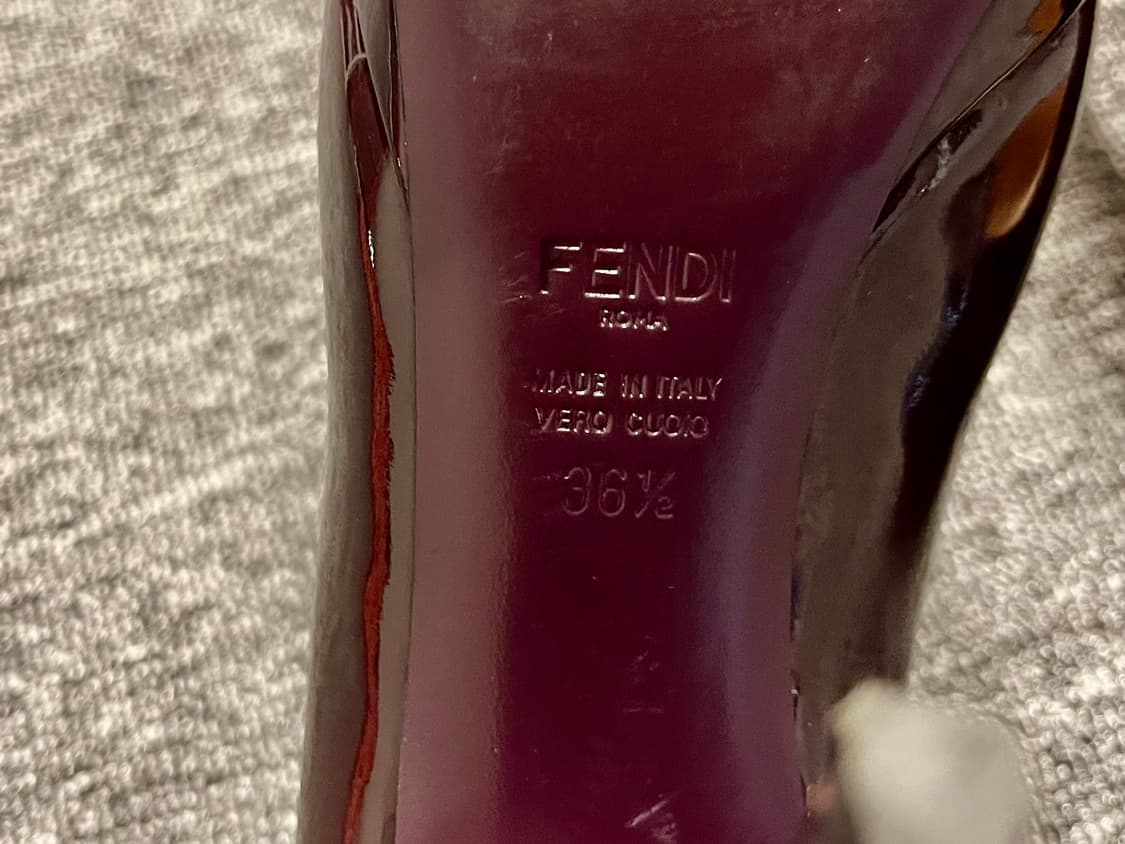 FENDI
ROMA
MADE IN ITALY
VERO CUOIO
36½